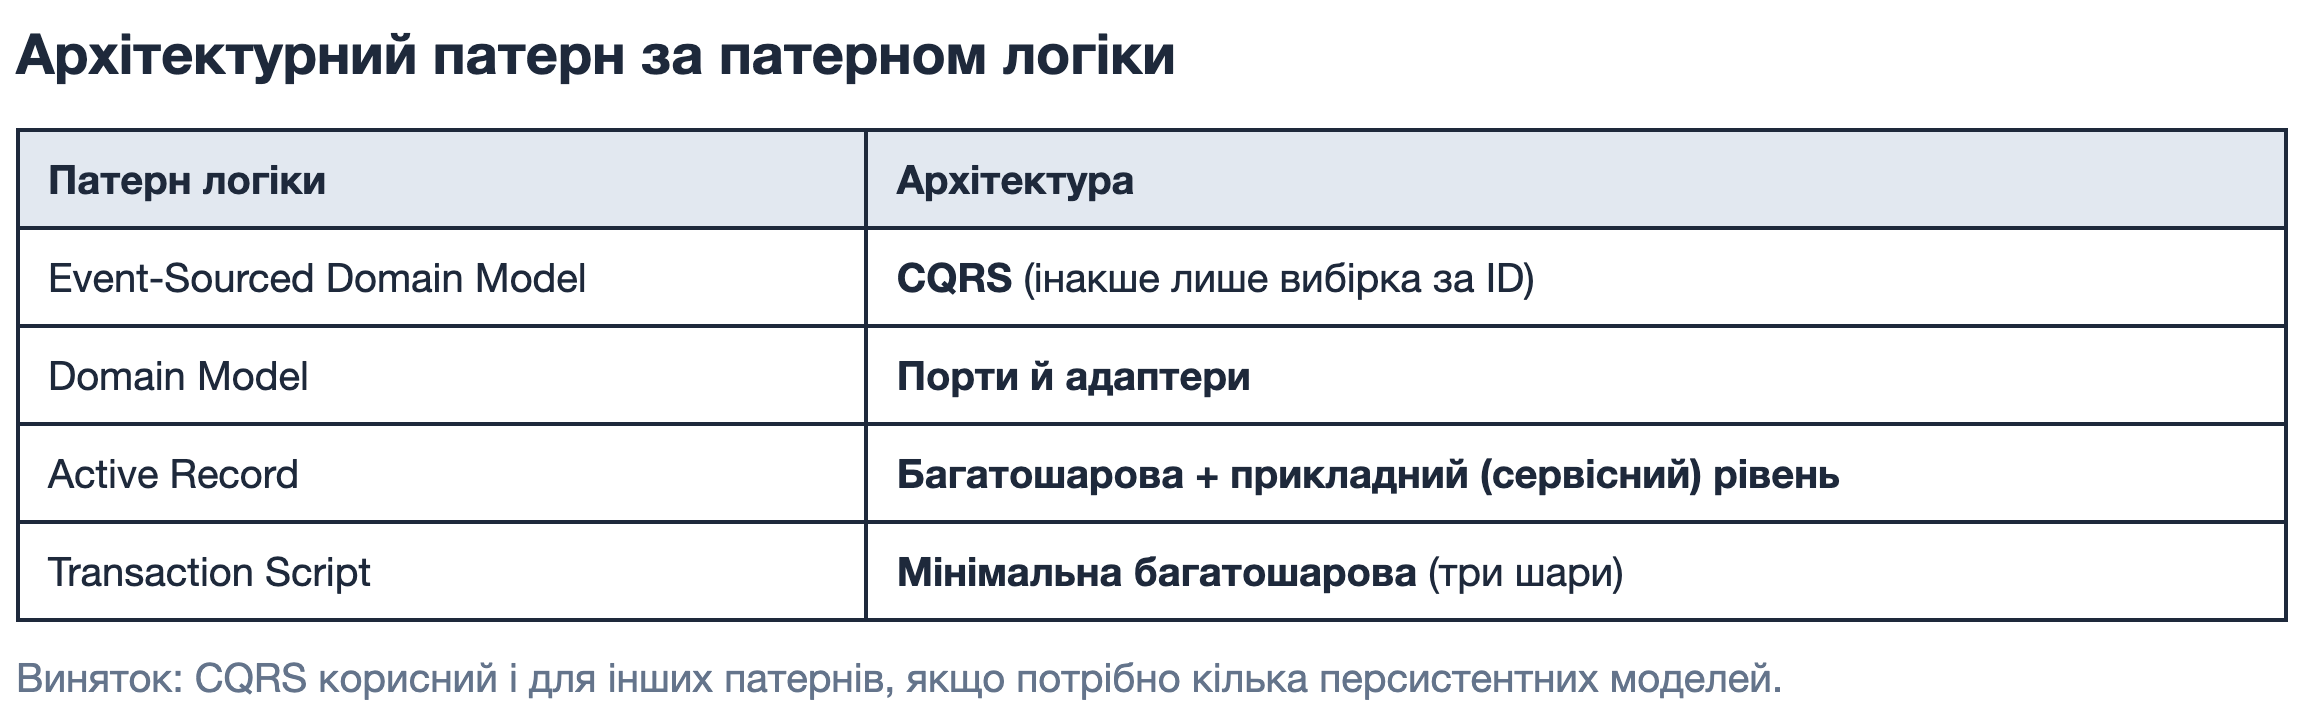 Архітектурний патерн за патерном логіки
Патерн логіки
Архітектура
Event-Sourced Domain Model
CQRS (інакше лише вибірка за ID)
Domain Model
Порти й адаптери
Active Record
Багатошарова + прикладний (сервісний) рівень
Transaction Script
Мінімальна багатошарова (три шари)
Виняток: CQRS корисний і для інших патернів, якщо потрібно кілька персистентних моделей.